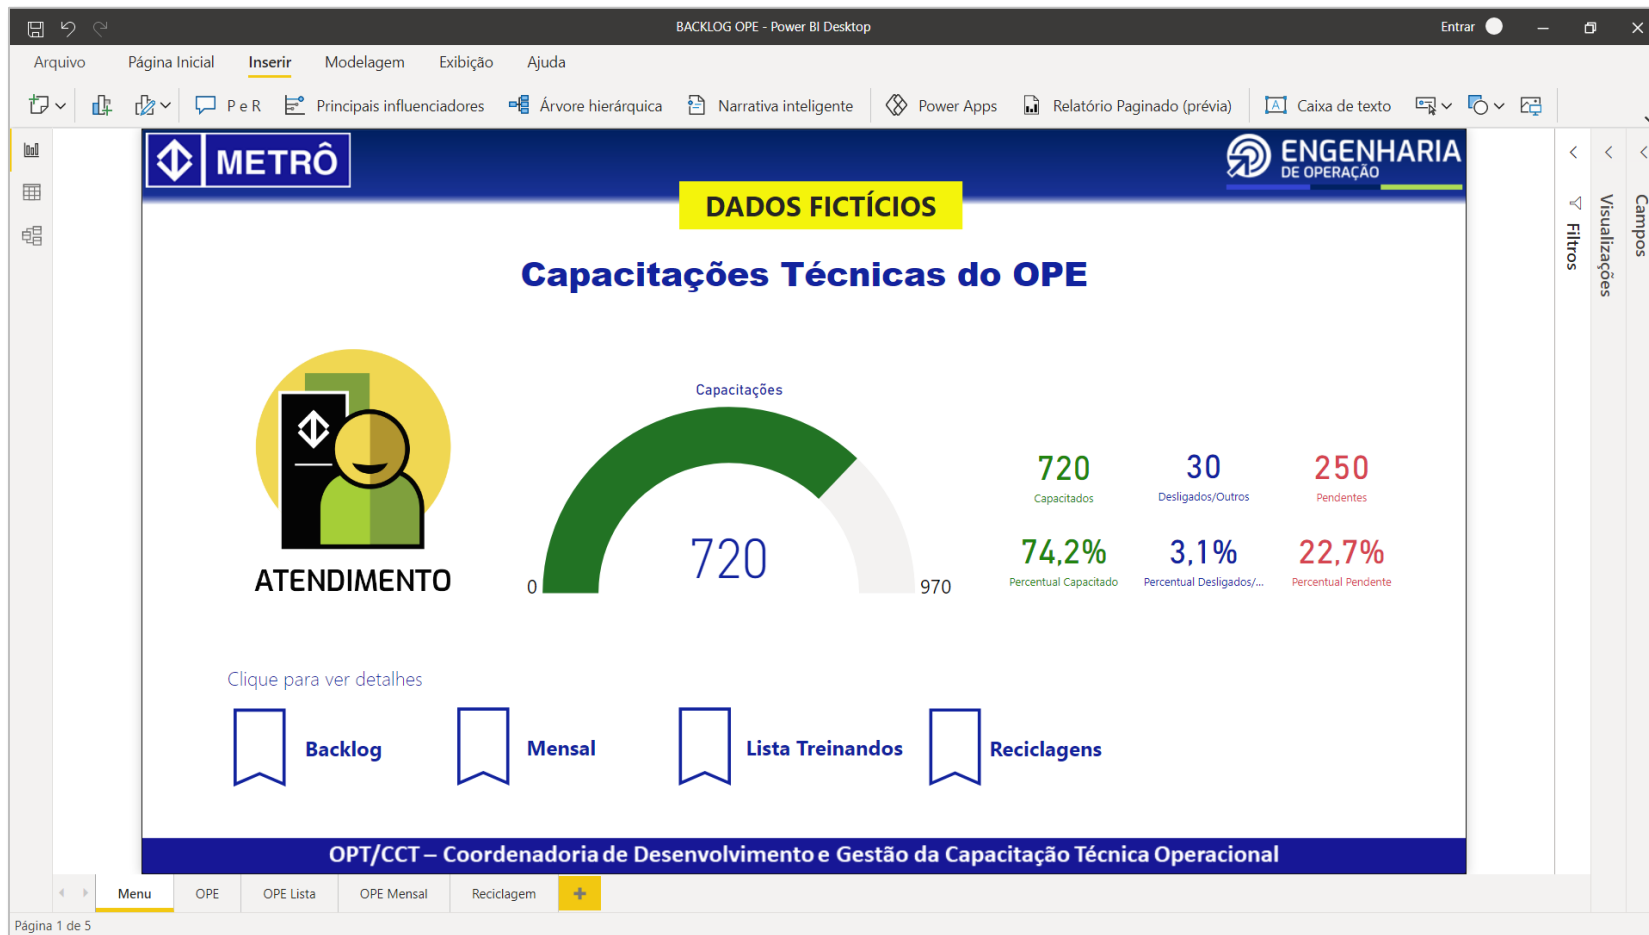 BACKLOG OPE - Power BI Desktop
Entrar
Arquivo Página Inicial Inserir Modelagem Exibição Ajuda
P e R Principais influenciadores Árvore hierárquica Narrativa inteligente Power Apps Relatório Paginado (prévia) Caixa de texto
METRÔ
ENGENHARIA
DE OPERAÇÃO
DADOS FICTÍCIOS
Capacitações Técnicas do OPE
Filtros
Visualizações
Campos
ATENDIMENTO
Capacitações
720
0
970
720 30 250
Capacitados Desligados/Outros Pendentes
74,2% 3,1% 22,7%
Percentual Capacitado Percentual Desligados/... Percentual Pendente
Clique para ver detalhes
Backlog Mensal Lista Treinandos Reciclagens
OPT/CCT – Coordenadoria de Desenvolvimento e Gestão da Capacitação Técnica Operacional
Menu OPE OPE Lista OPE Mensal Reciclagem +
Página 1 de 5